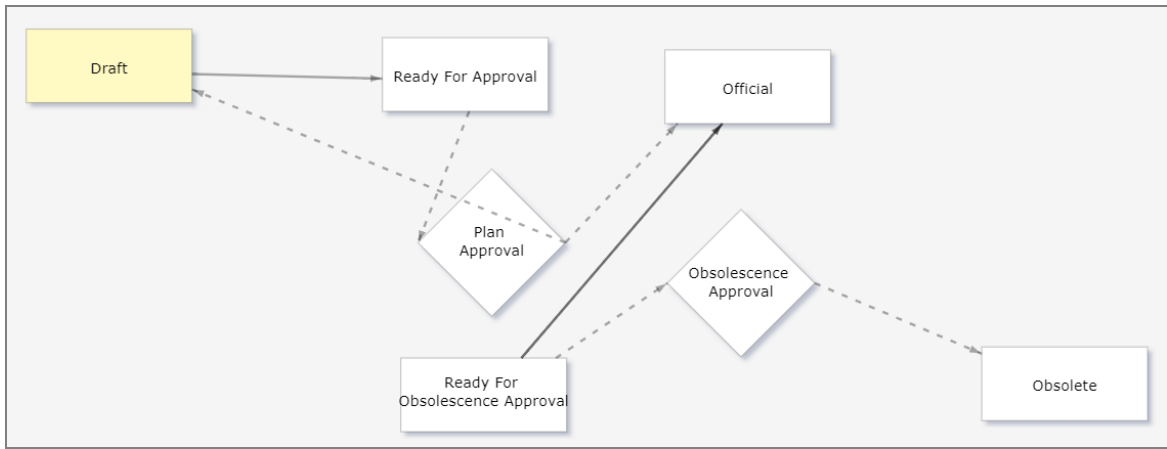 Draft
Ready For Approval
Official
Plan
Approval
Obsolescence
Approval
Ready For
Obsolescence Approval
Obsolete